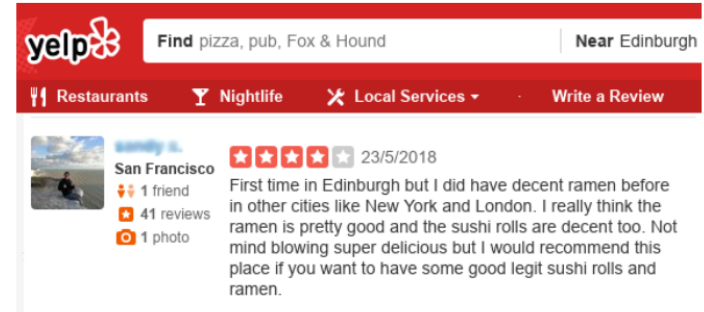 yelp
Find pizza, pub, Fox & Hound
Near Edinburgh
Restaurants
Nightlife
Local Services
Write a Review
San Francisco
1 friend
41 reviews
1 photo
23/5/2018
First time in Edinburgh but I did have decent ramen before
in other cities like New York and London. I really think the
ramen is pretty good and the sushi rolls are decent too. Not
mind blowing super delicious but I would recommend this
place if you want to have some good legit sushi rolls and
ramen.